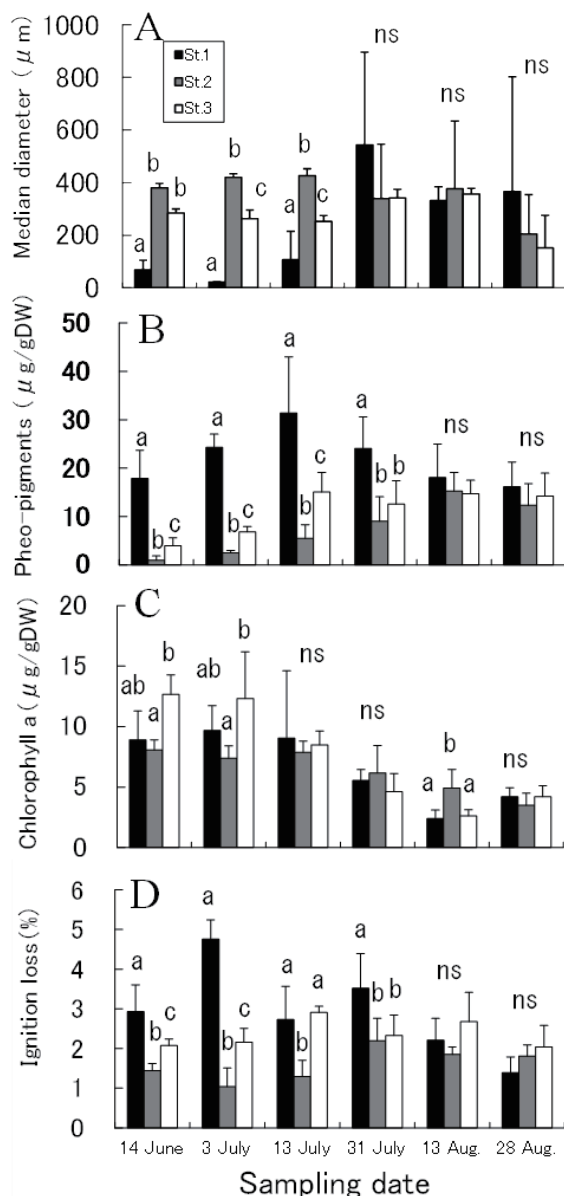 A
Median diameter (μm)
1000
800
600
400
200
0
St.1
St.2
St.3
a b b
a b c
a b c
ns
ns
ns
B
Pheo-pigments (μg/gDW)
50
40
30
20
10
0
a b c
a b c
a b c
a b b
ns
ns
C
Chlorophyll a (μg/gDW)
20
15
10
5
0
ab a b
ab a b
ns
ns
a b a
ns
D
Ignition loss(%)
6
5
4
3
2
1
0
a b c
a b c
a b a
a b b
ns
ns
14 June 3 July 13 July 31 July 13 Aug. 28 Aug.
Sampling date